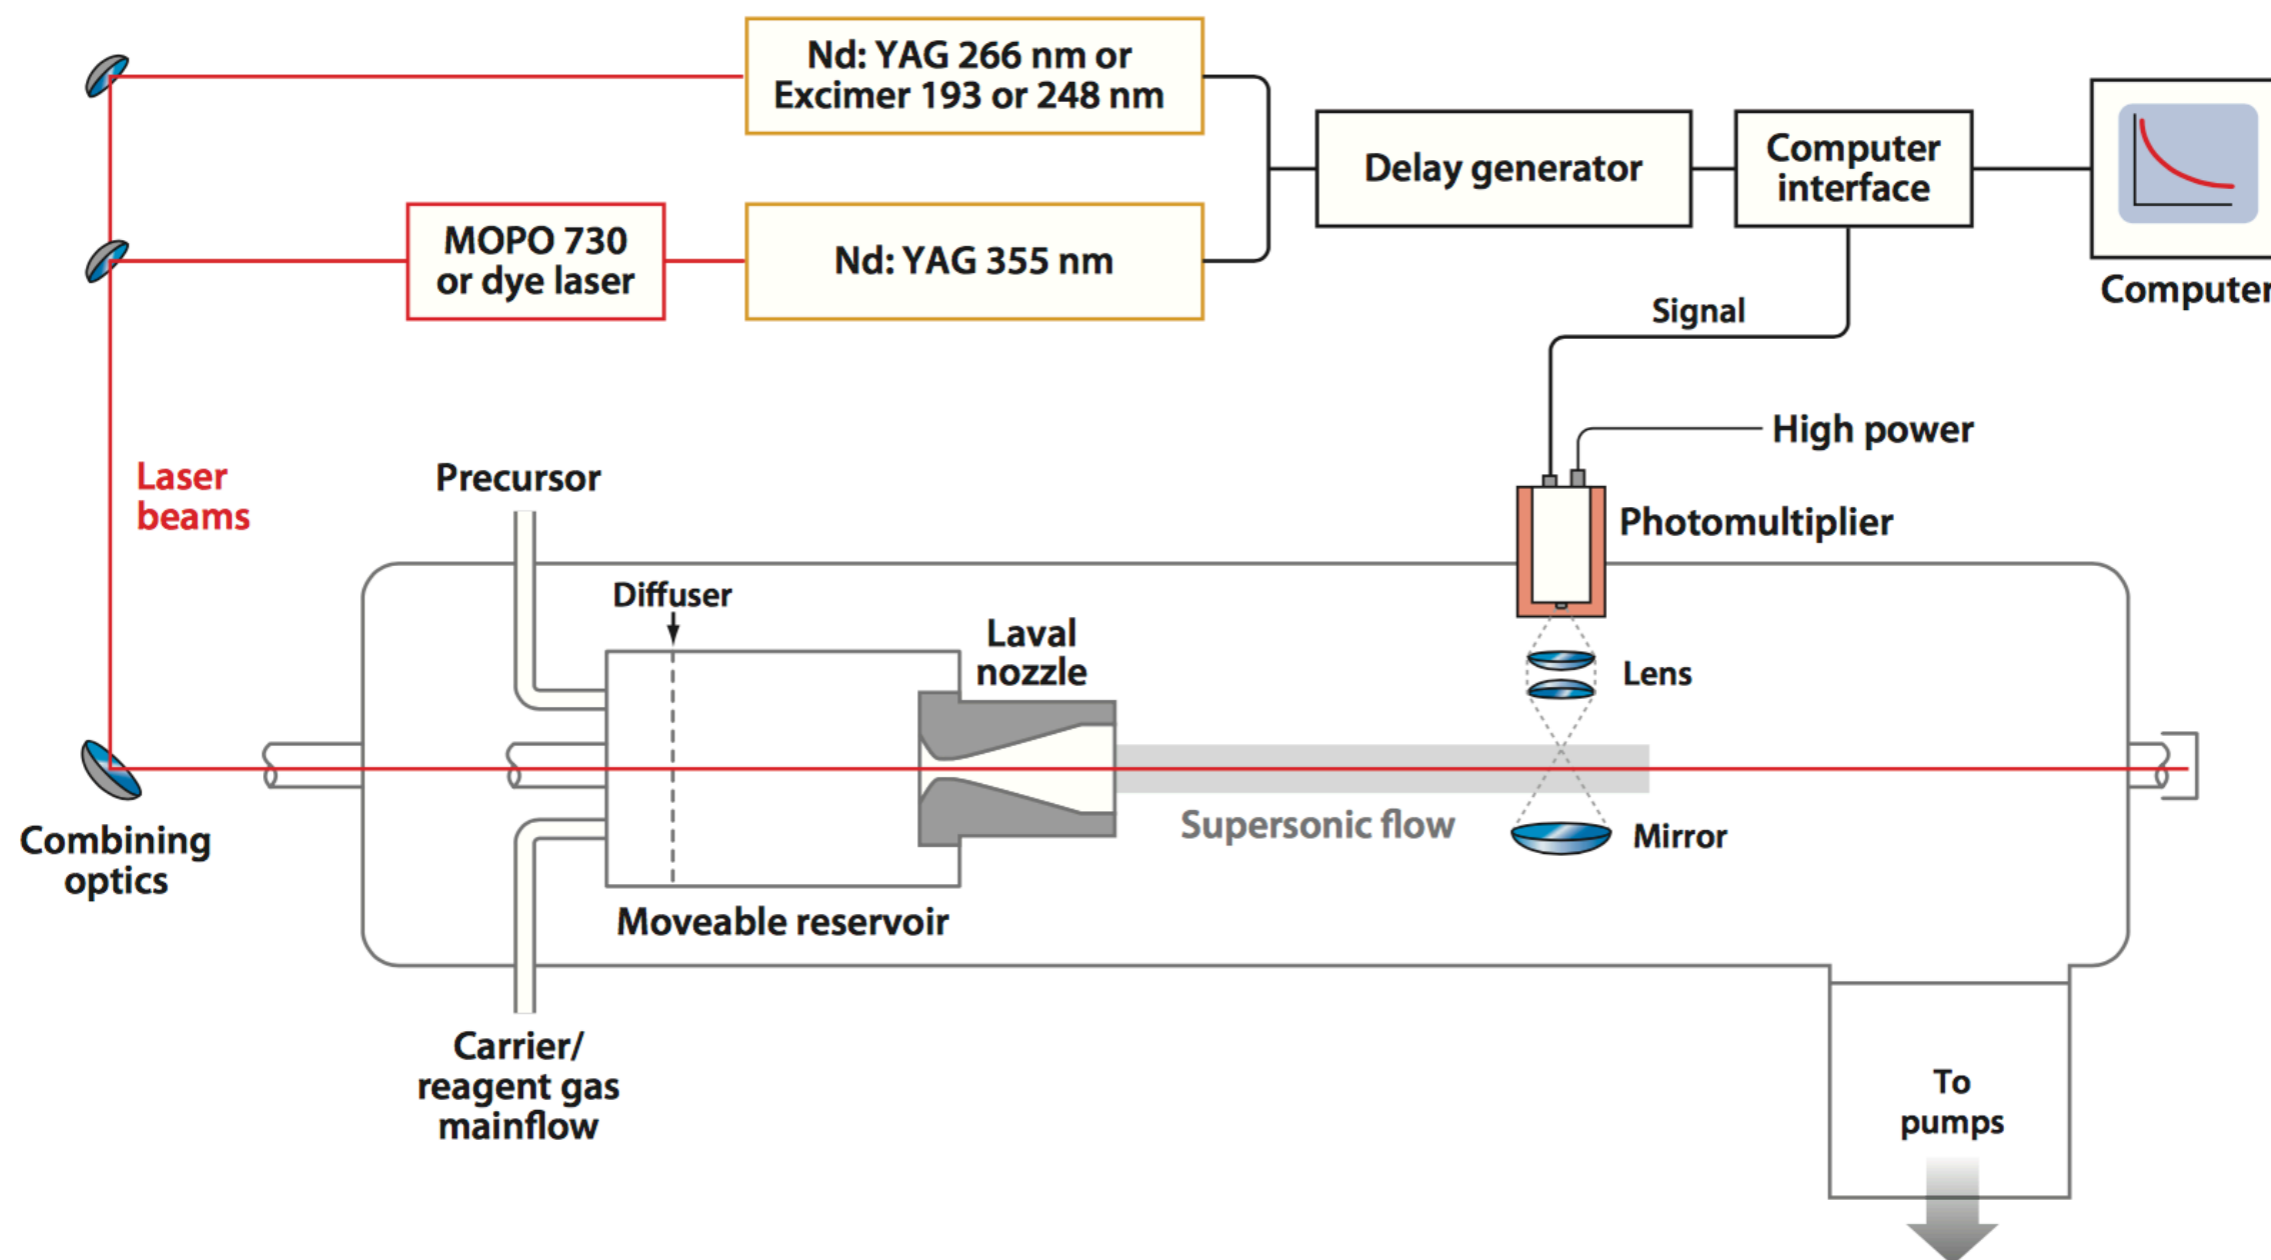 Nd: YAG 266 nm or
Excimer 193 or 248 nm
Delay generator
Computer
interface
MOPO 730
or dye laser
Nd: YAG 355 nm
Computer
Signal
High power
Laser
beams
Precursor
Photomultiplier
Diffuser
Laval
nozzle
Lens
Supersonic flow
Mirror
Combining
optics
Moveable reservoir
Carrier/
reagent gas
mainflow
To
pumps